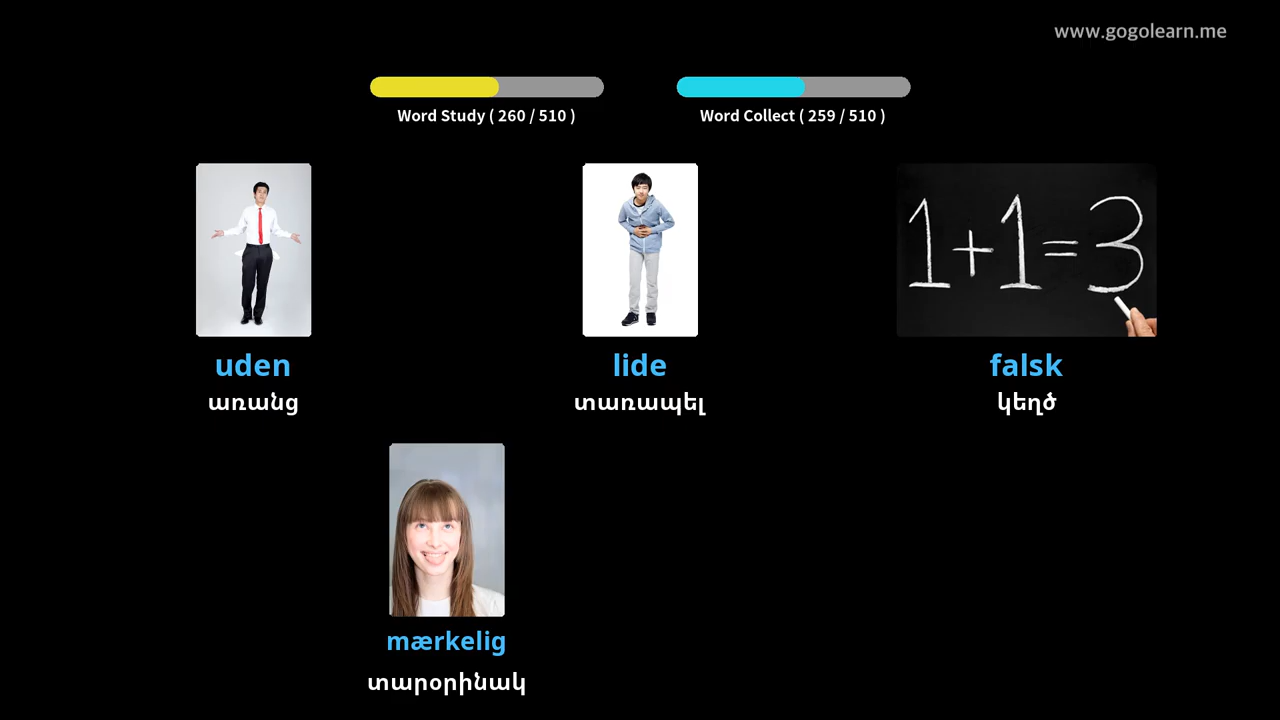 www.gogolearn.me
Word Study ( 260 / 510 )
Word Collect ( 259 / 510 )
1+1=3
uden
lide
falsk
առանց
տառապել
կեղծ
mærkelig
տարօրինակ